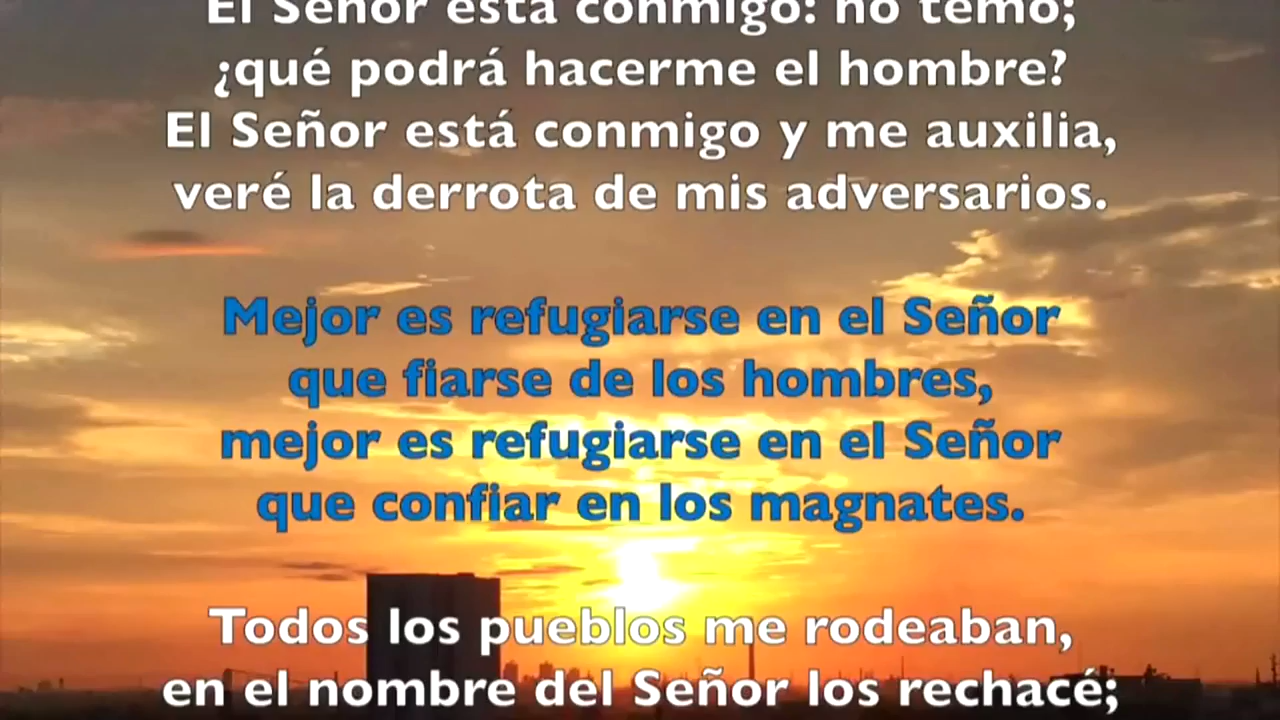 El Señor está conmigo: no temo;
¿qué podrá hacerme el hombre?
El Señor está conmigo y me auxilia,
veré la derrota de mis adversarios.
Mejor es refugiarse en el Señor
que fiarse de los hombres,
mejor es refugiarse en el Señor
que confiar en los magnates.
Todos los pueblos me rodeaban,
en el nombre del Señor los rechacé;